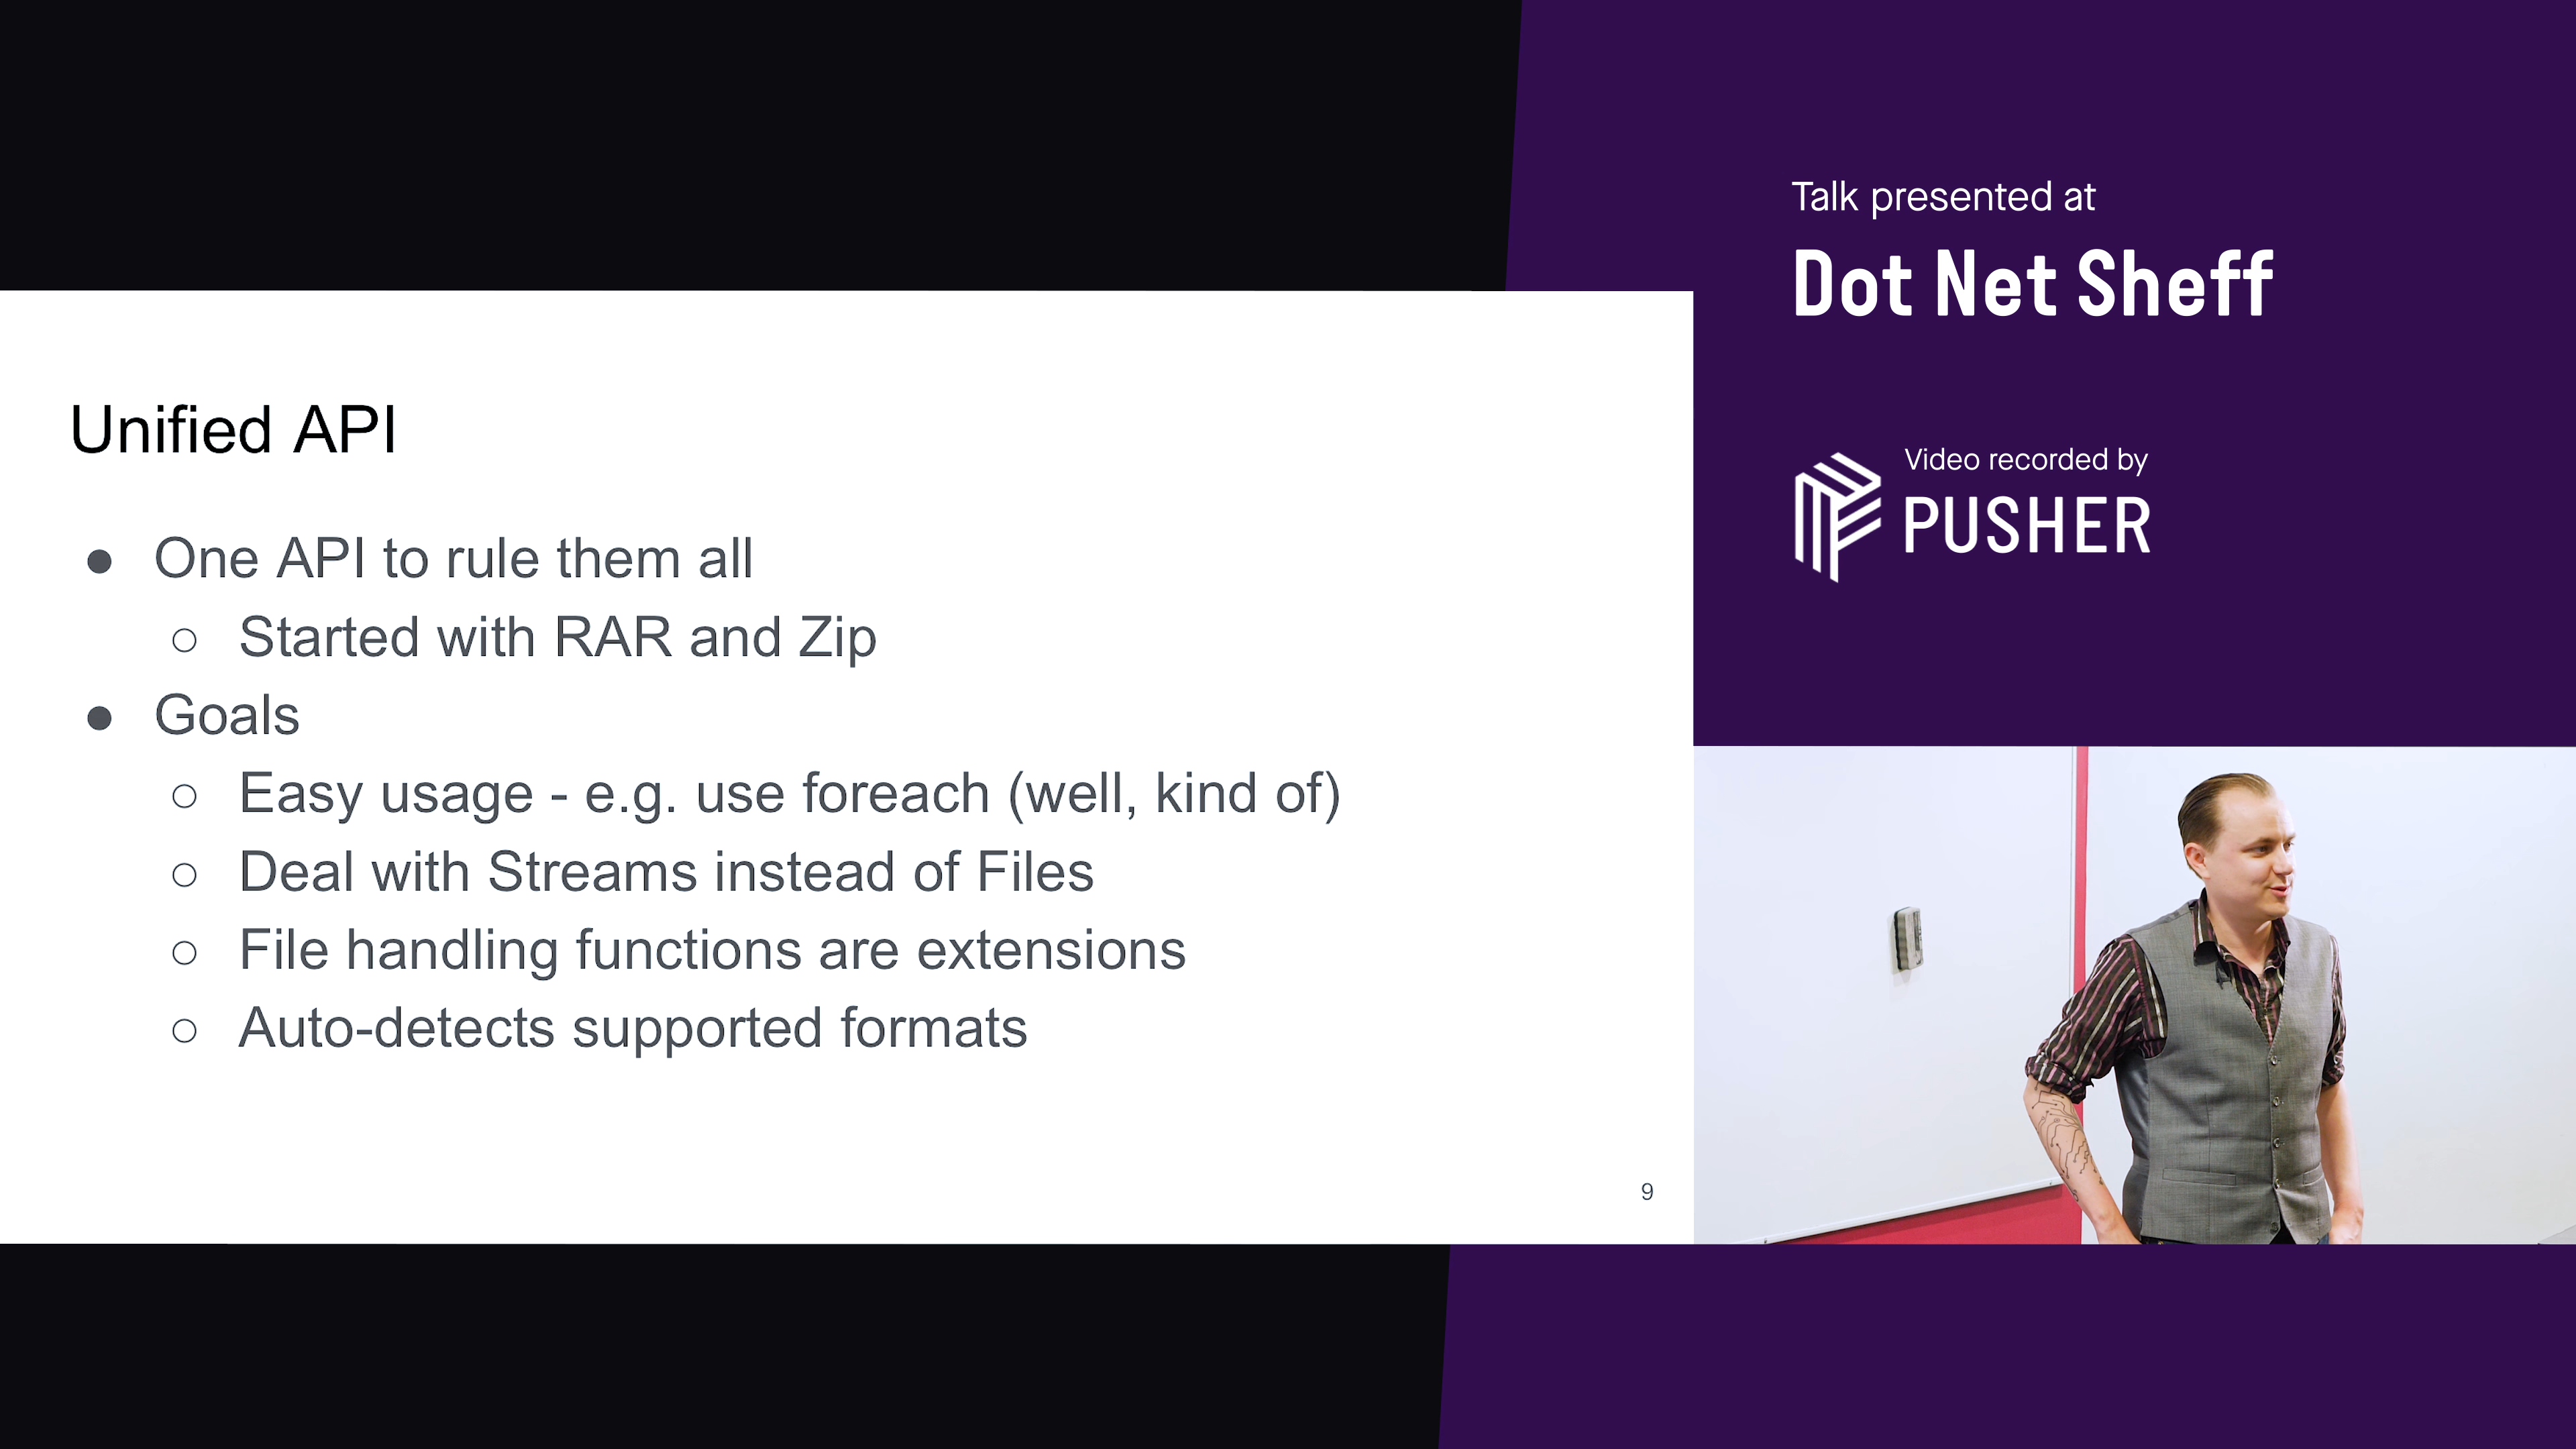 Talk presented at
Dot Net Sheff
Video recorded by
PUSHER
Unified API
● One API to rule them all
○ Started with RAR and Zip
● Goals
○ Easy usage - e.g. use foreach (well, kind of)
○ Deal with Streams instead of Files
○ File handling functions are extensions
○ Auto-detects supported formats
9